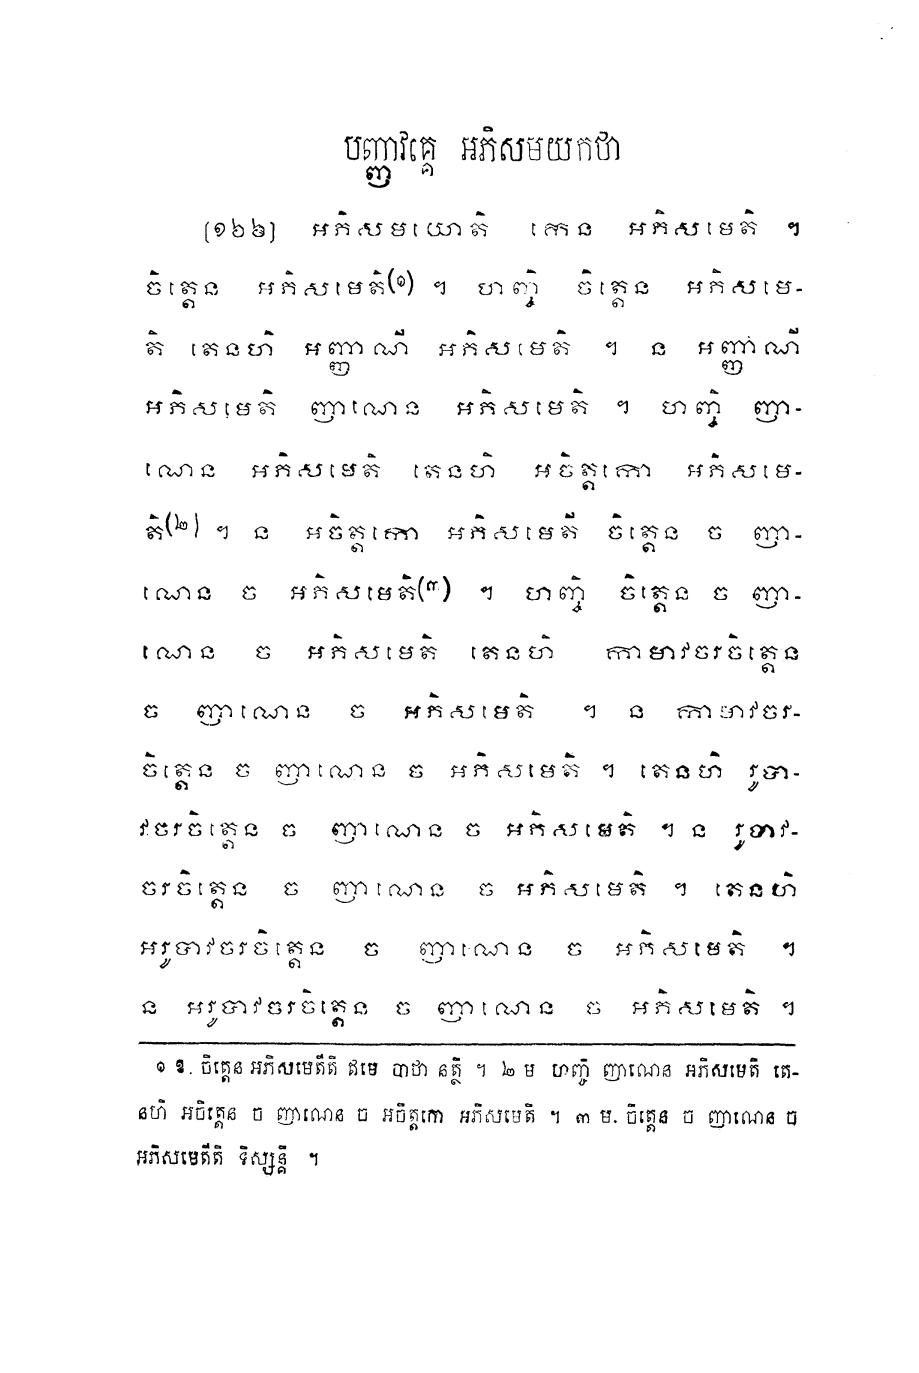 បញ្ញាវគ្គេ អភិសមយកថា
[១៦៦] អភិសមយោតិ កេន អភិសមេតិ ។
ចិត្តេន អភិសមេតិ(១) ។ ហញ្ចិ ចិត្តេន អភិសមេ-
តិ តេនហិ អញ្ញាណី អភិសមេតិ ។ ន អញ្ញាណី
អភិសមេតិ ញាណេន អភិសមេតិ ។ ហញ្ចិ ញា-
ណេន អភិសមេតិ តេនហិ អចិត្តកោ អភិសមេ-
តិ(២) ។ ន អចិត្តកោ អភិសមេតិ ចិត្តេន ច ញា-
ណេន ច អភិសមេតិ(៣) ។ ហញ្ចិ ចិត្តេន ច ញា-
ណេន ច អភិសមេតិ តេនហិ កាមាវចរចិត្តេន
ច ញាណេន ច អភិសមេតិ ។ ន កាមាវចរ-
ចិត្តេន ច ញាណេន ច អភិសមេតិ ។ តេនហិ រូបា-
វចរចិត្តេន ច ញាណេន ច អភិសមេតិ ។ ន រូបាវ-
ចរចិត្តេន ច ញាណេន ច អភិសមេតិ ។ តេនហិ
អរូបាវចរចិត្តេន ច ញាណេន ច អភិសមេតិ ។
ន អរូបាវចរចិត្តេន ច ញាណេន ច អភិសមេតិ ។
១ ឱ. ចិត្តេន អភិសមេតីតិ ឥមេ បាឋា នត្ថិ ។ ២ ម ហញ្ចិ ញាណេន អភិសមេតិ តេ-
នហិ អចិត្តេន ច ញាណេន ច អចិត្តកោ អភិសមេតិ ។ ៣ ម. ចិត្តេន ច ញាណេន ច
អភិសមេតីតិ ទិស្សន្តិ ។